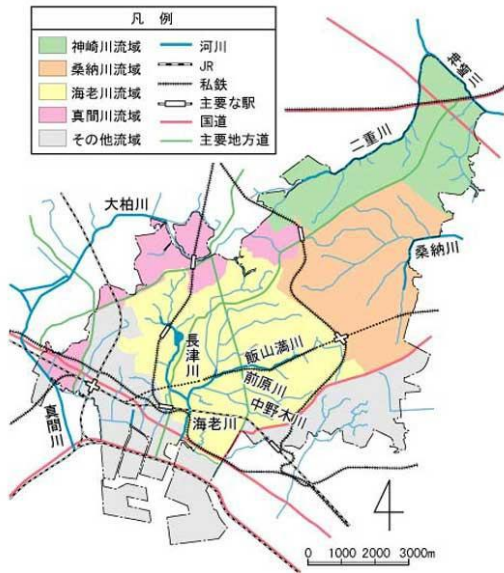 凡 例
神崎川流域
桑納川流域
海老川流域
真間川流域
その他流域
河川
JR
私鉄
主要な駅
国道
主要地方道
神崎川
二重川
大柏川
桑納川
長津川
飯山満川
前原川
中野木川
海老川
真間川
0 1000 2000 3000m